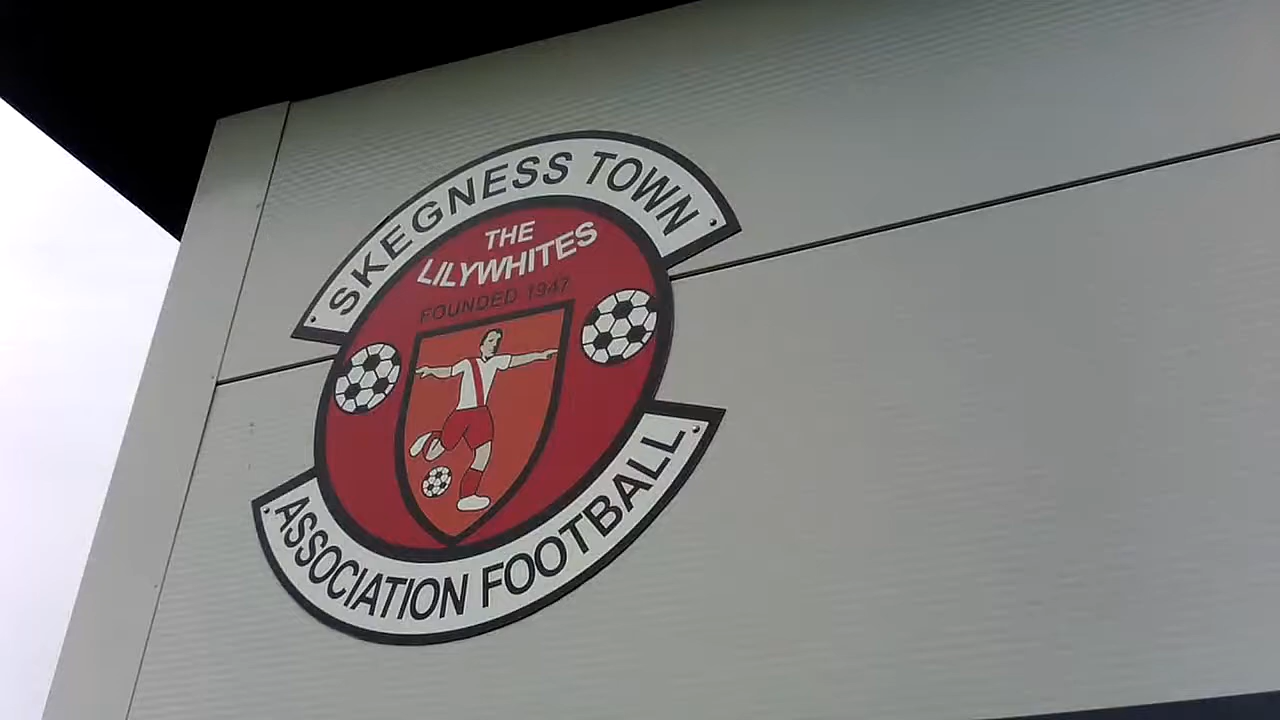 SKEGNESS TOWN
THE
LILYWHITES
FOUNDED 1947
ASSOCIATION FOOTBALL